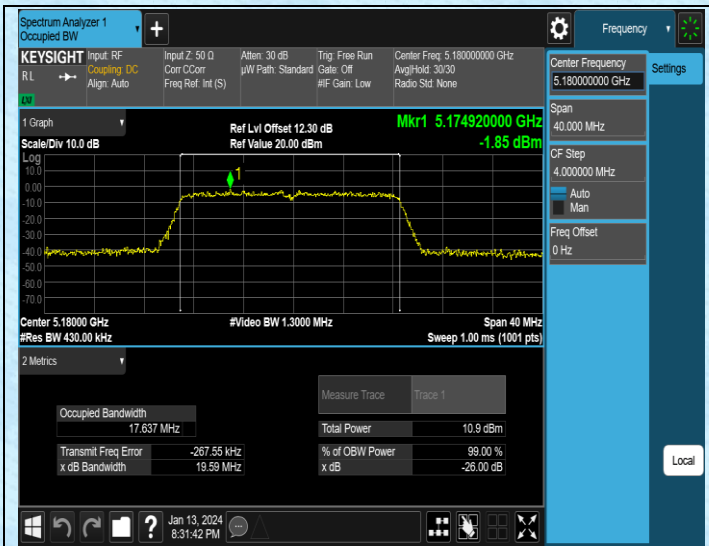 Spectrum Analyzer 1
Occupied BW
+
Frequency
KEYSIGHT
RL
LXI
Input: RF
Coupling: DC
Align: Auto
Input Z: 50 Ω
Corr CCorr
Freq Ref: Int (S)
Atten: 30 dB
µW Path: Standard
Trig: Free Run
Gate: Off
#IF Gain: Low
Center Freq: 5.180000000 GHz
Avg|Hold: 30/30
Radio Std: None
Center Frequency
5.180000000 GHz
Settings
Span
40.000 MHz
CF Step
4.000000 MHz
Auto
Man
Freq Offset
0 Hz
Local
1 Graph
Scale/Div 10.0 dB
Ref Lvl Offset 12.30 dB
Ref Value 20.00 dBm
Mkr1 5.174920000 GHz
-1.85 dBm
Log
10.0
0.00
-10.0
-20.0
-30.0
-40.0
-50.0
-60.0
-70.0
1
Center 5.18000 GHz
#Res BW 430.00 kHz
#Video BW 1.3000 MHz
Span 40 MHz
Sweep 1.00 ms (1001 pts)
2 Metrics
Measure Trace
Trace 1
Occupied Bandwidth
17.637 MHz
Total Power
10.9 dBm
Transmit Freq Error
-267.55 kHz
% of OBW Power
99.00 %
x dB Bandwidth
19.59 MHz
x dB
-26.00 dB
?
Jan 13, 2024
8:31:42 PM